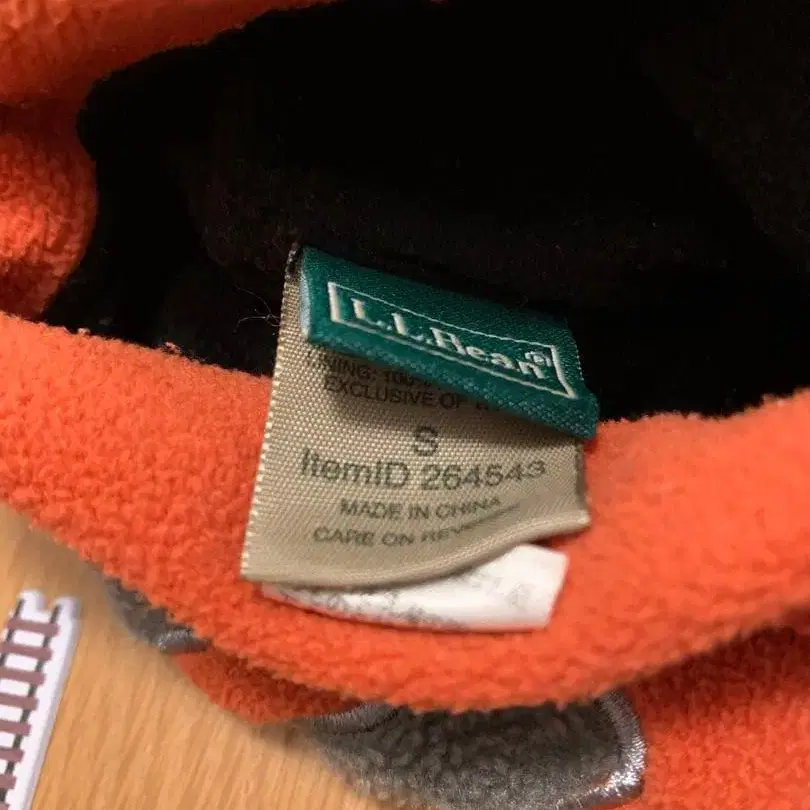 L.L.Bean®
EXCLUSIVE OF
S
ItemID 264543
MADE IN CHINA
CARE ON REVERSE